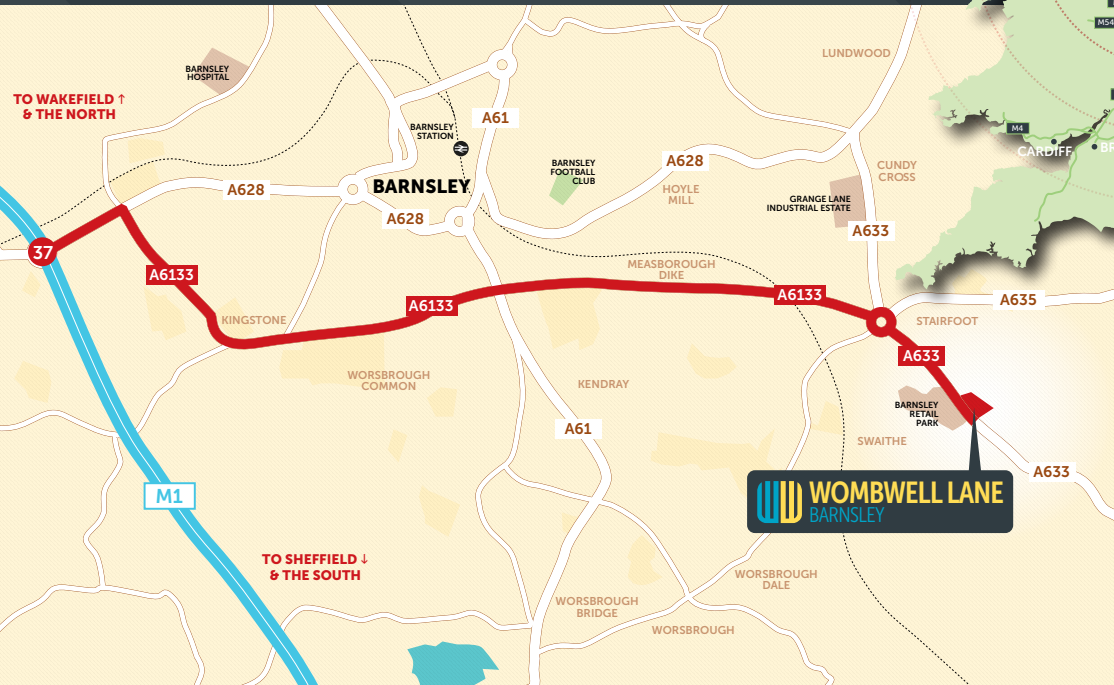 BARNSLEY
HOSPITAL
TO WAKEFIELD ↑
& THE NORTH
LUNDWOOD
M54
M4
CARDIFF
BR
A61
BARNSLEY
STATION
BARNSLEY
FOOTBALL
CLUB
A628
HOYLE
MILL
CUNDY
CROSS
A628
BARNSLEY
A628
GRANGE LANE
INDUSTRIAL ESTATE
A633
37
A6133
MEASBOROUGH
DIKE
A6133
A6133
A635
KINGSTONE
STAIRFOOT
A633
WORSBROUGH
COMMON
KENDRAY
BARNSLEY
RETAIL
PARK
A61
SWAITHE
A633
M1
WOMBWELL LANE
BARNSLEY
TO SHEFFIELD ↓
& THE SOUTH
WORSBROUGH
DALE
WORSBROUGH
BRIDGE
WORSBROUGH